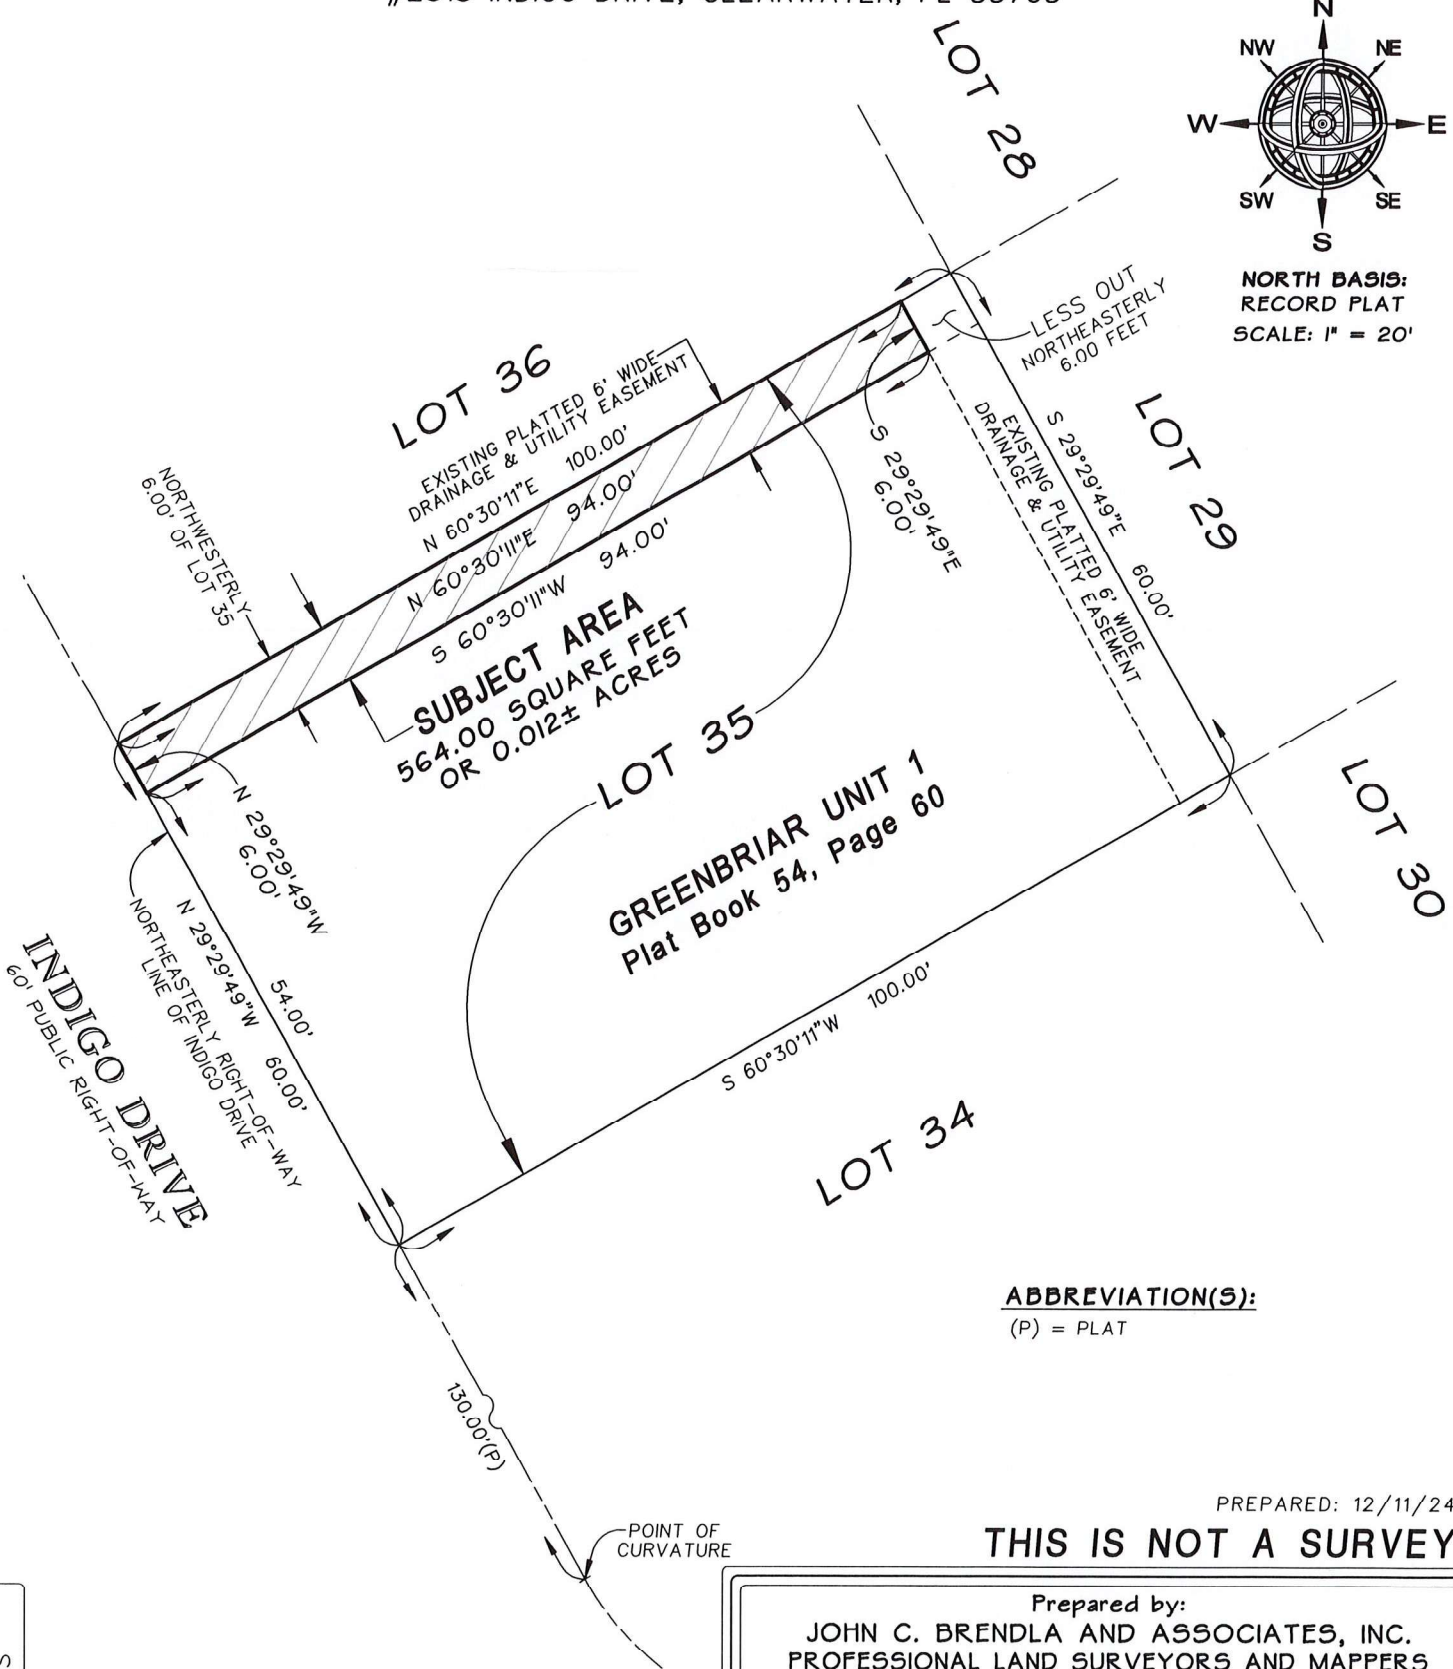 LOT 28
N
NW
NE
W
E
SW
SE
S
NORTH BASIS:
RECORD PLAT
SCALE: 1" = 20'
LESS OUT
NORTHEASTERLY
6.00 FEET
LOT 36
EXISTING PLATTED 6' WIDE
DRAINAGE & UTILITY EASEMENT
N 60°30'11"E 100.00'
N 60°30'11"E 94.00'
S 60°30'11"W 94.00'
NORTHWESTERLY
6.00' OF LOT 35
S 29°29'49"E
6.00'
EXISTING PLATTED 6' WIDE
DRAINAGE & UTILITY EASEMENT
S 29°29'49"E 60.00'
LOT 29
SUBJECT AREA
564.00 SQUARE FEET
OR 0.012± ACRES
LOT 35
GREENBRIAR UNIT 1
Plat Book 54, Page 60
LOT 30
N 29°29'49"W
6.00'
54.00'
N 29°29'49"W 60.00'
NORTHEASTERLY RIGHT-OF-WAY
LINE OF INDIGO DRIVE
INDIGO DRIVE
60' PUBLIC RIGHT-OF-WAY
S 60°30'11"W 100.00'
LOT 34
ABBREVIATION(S):
(P) = PLAT
130.00'(P)
POINT OF
CURVATURE
PREPARED: 12/11/24
THIS IS NOT A SURVEY
Prepared by:
JOHN C. BRENDLA AND ASSOCIATES, INC.
PROFESSIONAL LAND SURVEYORS AND MAPPERS